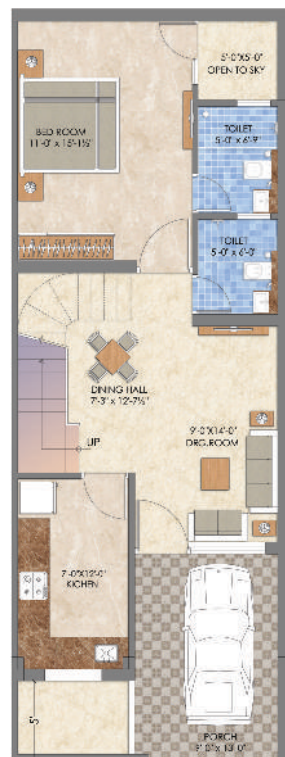 5'-0"X5'-0"
OPEN TO SKY
BED ROOM
11'-0" x 15'-1½"
TOILET
5'-0" x 6'-9"
TOILET
5'-0" x 6'-0"
DINING HALL
7'-3" x 12'-7½"
9'-0"X14'-0"
DRG.ROOM
UP
7'-0"X12'-0"
KICHEN
5'
PORCH
9'-0" x 13'-0"